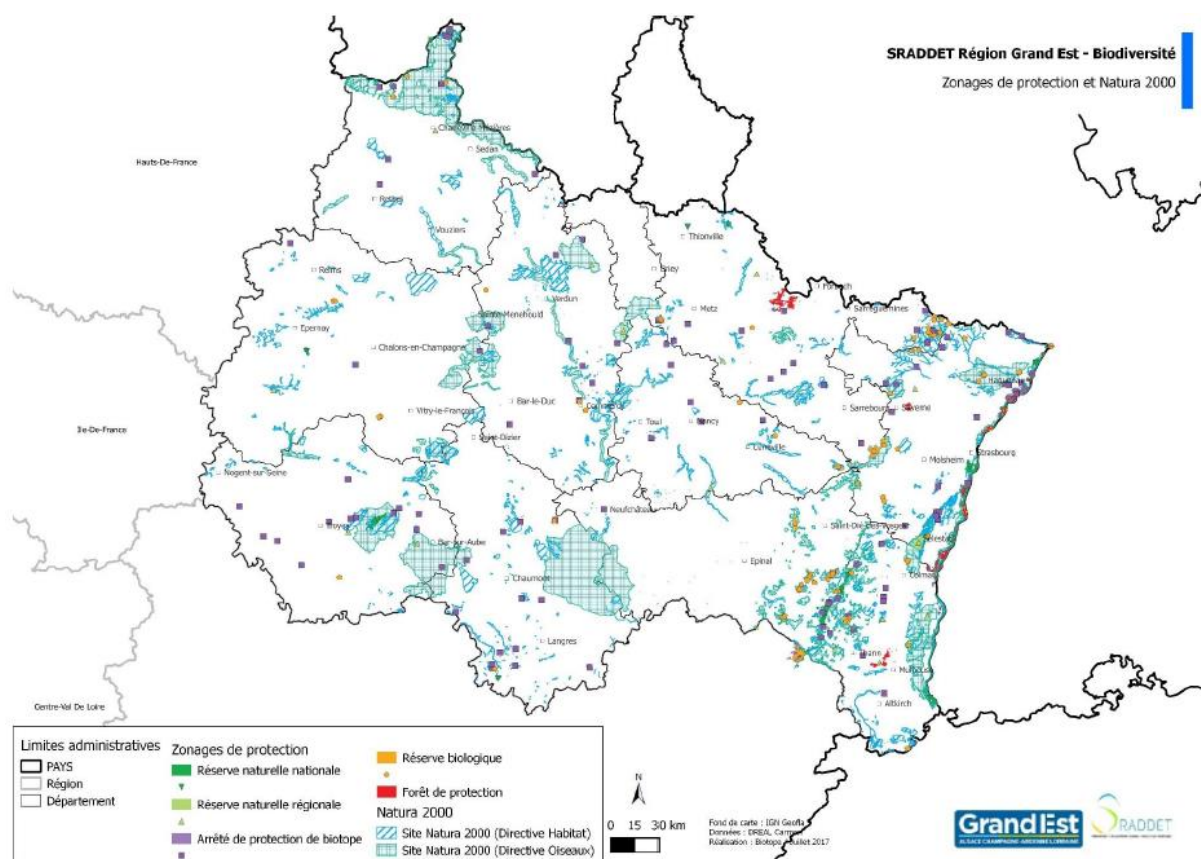 SRADDET Région Grand Est - Biodiversité
Zonages de protection et Natura 2000
Hauts-De-France
Sedan
Rethel
Vouziers
Thionville
Reims
Briey
Forbach
Verdun
Metz
Sarreguemines
Sainte-Menehould
Epernay
Chalons-en-Champagne
Haguenau
Ile-De-France
Bar-le-Duc
Commercy
Sarrebourg
Saverne
Vitry-le-François
Toul
Nancy
Saint-Dizier
Lunéville
Strasbourg
Molsheim
Nogent-sur-Seine
Neufchâteau
Troyes
Saint-Dié-Des-Vosges
Sélestat
Bar-sur-Aube
Epinal
Chaumont
Colmar
Langres
Thann
Mulhouse
Altkirch
Centre-Val De Loire
Limites administratives
PAYS
Région
Département
Zonages de protection
Réserve naturelle nationale
Réserve naturelle régionale
Arrêté de protection de biotope
Réserve biologique
Forêt de protection
Natura 2000
Site Natura 2000 (Directive Habitat)
Site Natura 2000 (Directive Oiseaux)
N
0 15 30 km
Fond de carte : IGN Geofla
Données : DREAL Carmen
Réalisation : Biotope, Juillet 2017
GrandEst
ALSACE CHAMPAGNE-ARDENNE LORRAINE
SRADDET